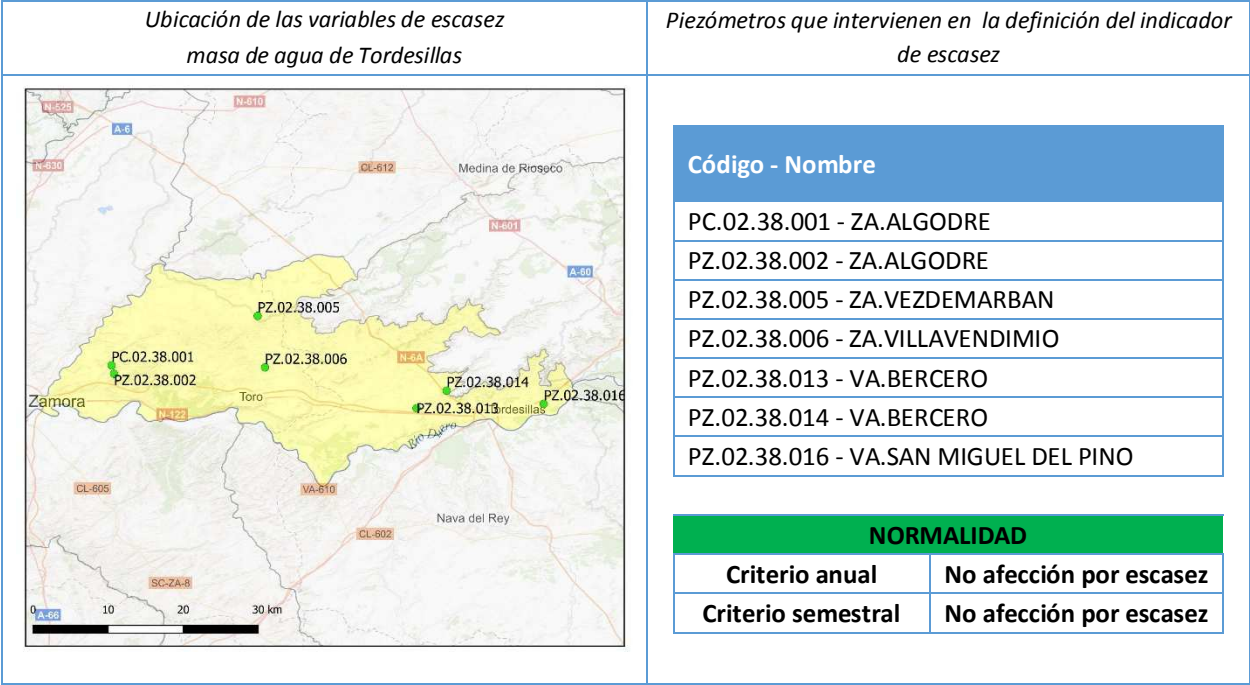 Ubicación de las variables de escasez
masa de agua de Tordesillas
Piezómetros que intervienen en la definición del indicador
de escasez
N-525
N-610
A-6
N-630
CL-612
Medina de Rioseco
N-601
A-60
PZ.02.38.005
PC.02.38.001
PZ.02.38.002
PZ.02.38.006
N-6A
PZ.02.38.014
PZ.02.38.016
Zamora
Toro
PZ.02.38.013
Tordesillas
N-122
Río Duero
CL-605
VA-610
Nava del Rey
CL-602
SC-ZA-8
0 10 20 30 km
A-66
Código - Nombre
PC.02.38.001 - ZA.ALGODRE
PZ.02.38.002 - ZA.ALGODRE
PZ.02.38.005 - ZA.VEZDEMARBAN
PZ.02.38.006 - ZA.VILLAVENDIMIO
PZ.02.38.013 - VA.BERCERO
PZ.02.38.014 - VA.BERCERO
PZ.02.38.016 - VA.SAN MIGUEL DEL PINO
NORMALIDAD
Criterio anual No afección por escasez
Criterio semestral No afección por escasez